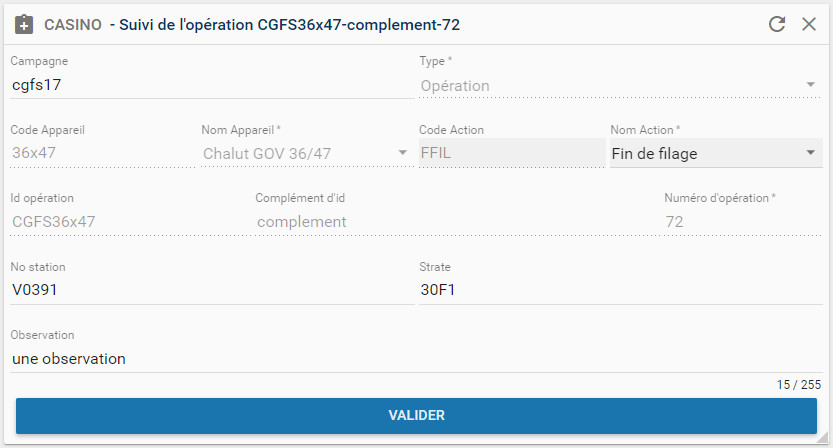 CASINO - Suivi de l'opération CGFS36x47-complement-72
Campagne Type *
cgfs17 Opération
Code Appareil Nom Appareil * Code Action Nom Action *
36x47 Chalut GOV 36/47 FFIL Fin de filage
Id opération Complément d'id Numéro d'opération *
CGFS36x47 complement 72
No station Strate
V0391 30F1
Observation
une observation
15 / 255
VALIDER